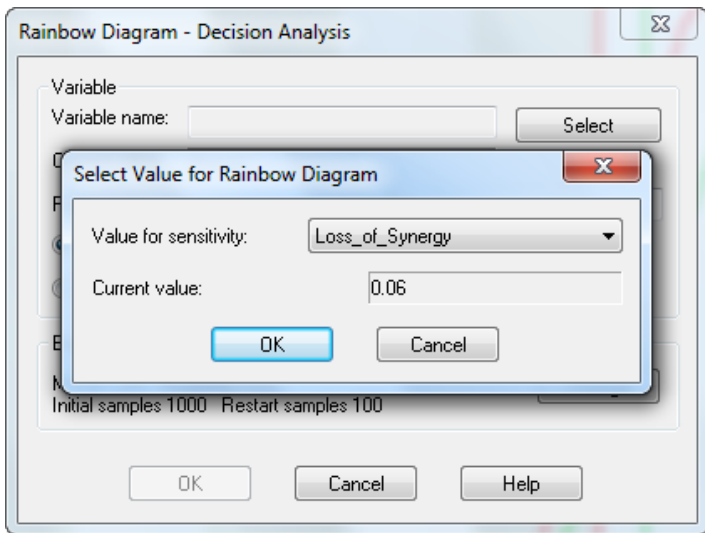 Rainbow Diagram - Decision Analysis
Variable
Variable name:
Select
Select Value for Rainbow Diagram
Value for sensitivity:
Loss_of_Synergy
Current value:
0.06
OK
Cancel
Initial samples 1000 Restart samples 100
OK
Cancel
Help